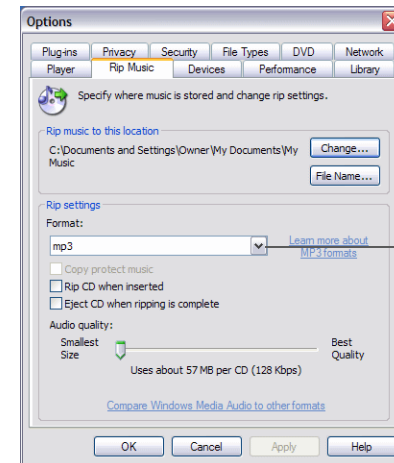 Options
Plug-ins Privacy Security File Types DVD Network
Player Rip Music Devices Performance Library
Specify where music is stored and change rip settings.
Rip music to this location
C:\Documents and Settings\Owner\My Documents\My
Music
Change...
File Name...
Rip settings
Format:
mp3
Learn more about
MP3 formats
Copy protect music
Rip CD when inserted
Eject CD when ripping is complete
Audio quality:
Smallest Best
Size Quality
Uses about 57 MB per CD (128 Kbps)
Compare Windows Media Audio to other formats
OK Cancel Apply Help